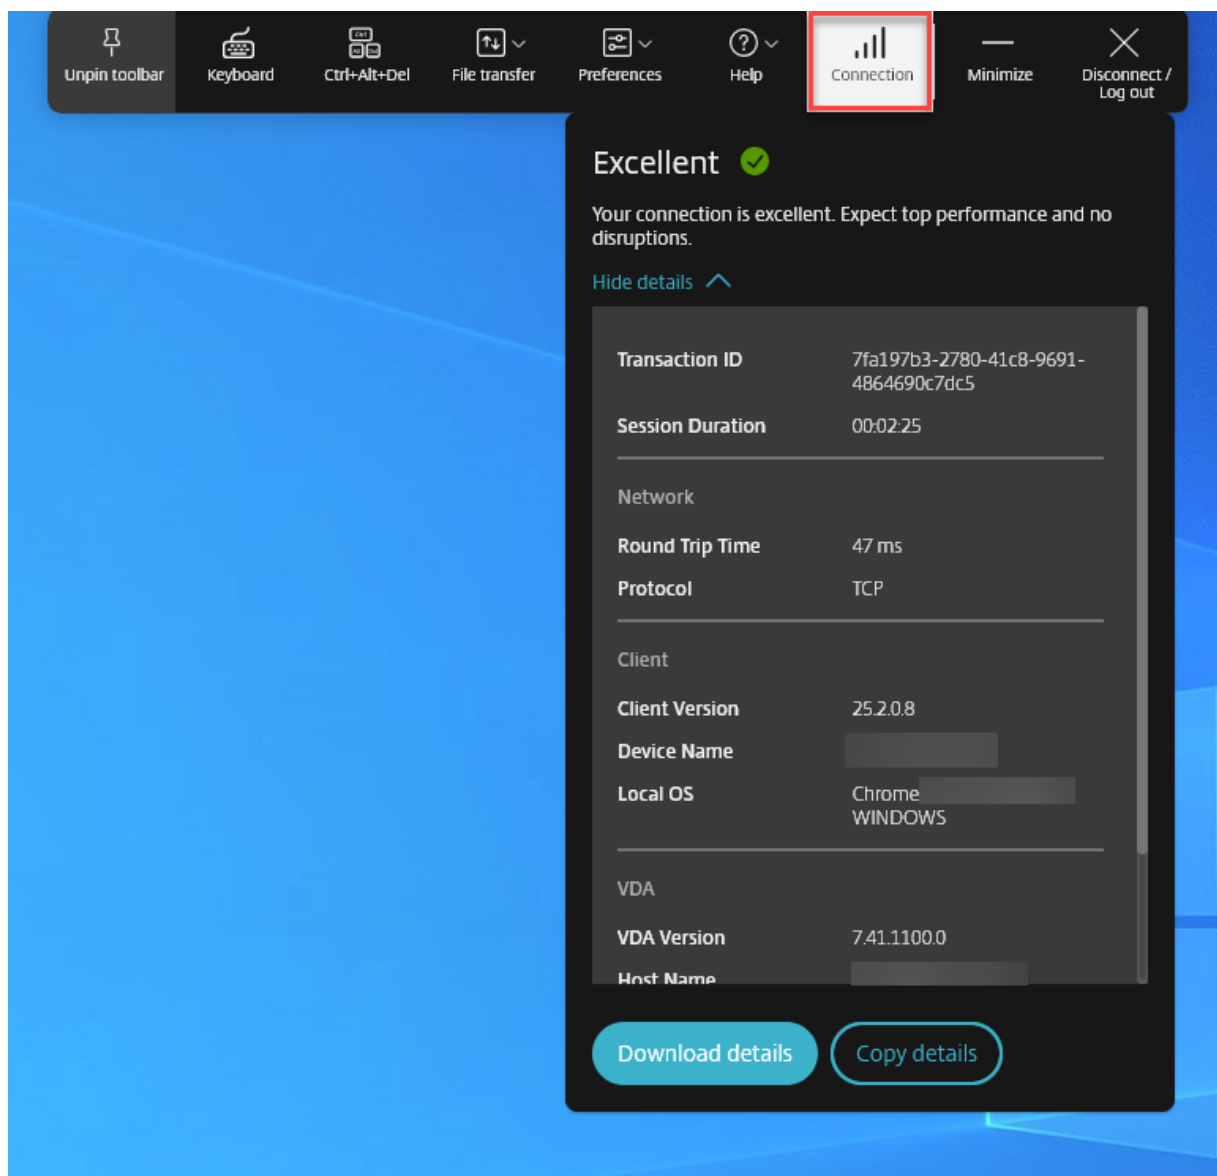 Unpin toolbar
Keyboard
Ctrl
Alt Del
Ctrl+Alt+Del
File transfer
Preferences
?
Help
Connection
Minimize
Disconnect /
Log out
Excellent
Your connection is excellent. Expect top performance and no
disruptions.
Hide details
Transaction ID 7fa197b3-2780-41c8-9691-
4864690c7dc5
Session Duration 00:02:25
Network
Round Trip Time 47 ms
Protocol TCP
Client
Client Version 25.2.0.8
Device Name
Local OS Chrome
WINDOWS
VDA
VDA Version 7.41.1100.0
Host Name
Download details
Copy details